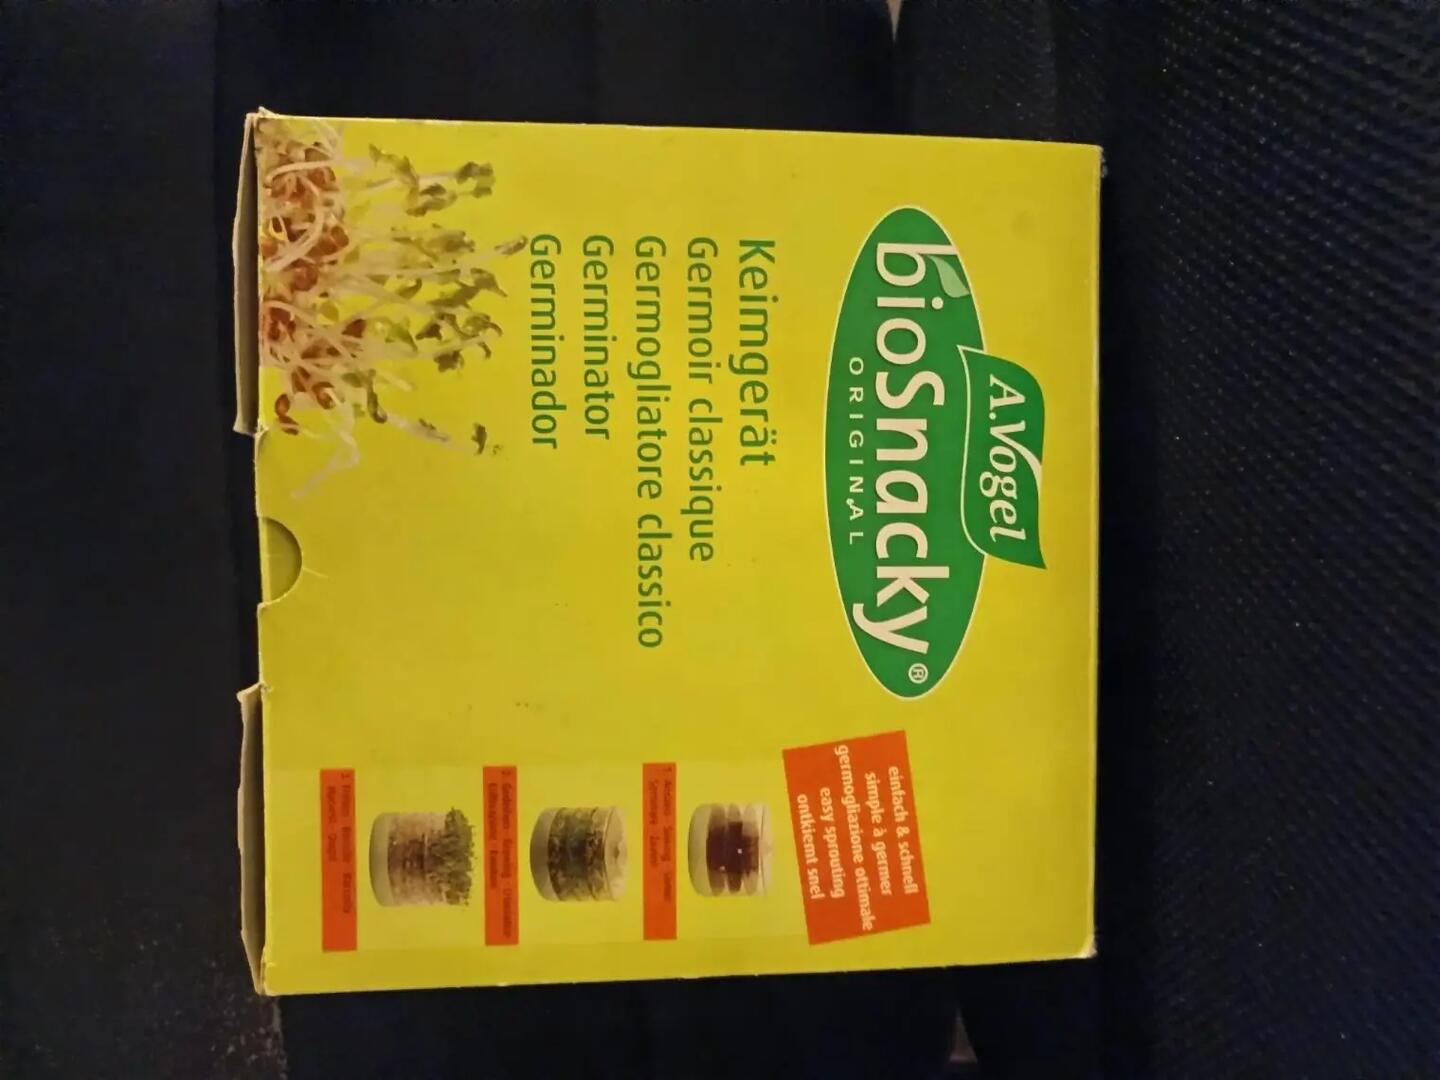 A.Vogel
bioSnacky®
ORIGINAL
Keimgerät
Germoir classique
Germogliatore classico
Germinator
Germinador
einfach & schnell
simple à germer
germogliazione ottimale
easy sprouting
ontkiemt snel